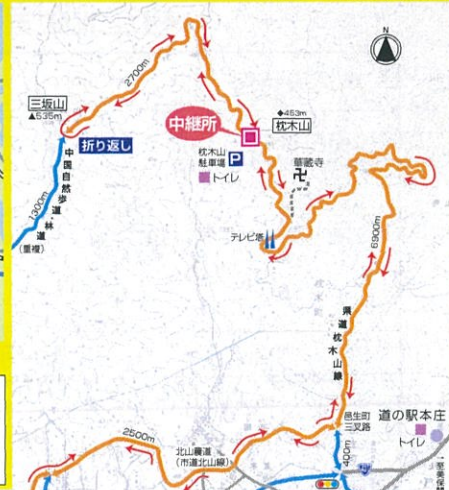 N
2700m
三坂山
▲535m
折り返し
中継所
◆453m
枕木山
枕木山
駐車場
P
トイレ
華蔵寺
中国自然歩道・林道
1300m
(重複)
テレビ塔
6900m
県道枕木山線
2500m
北山農道
(市道北山線)
邑生町
三叉路
400m
道の駅本庄
トイレ